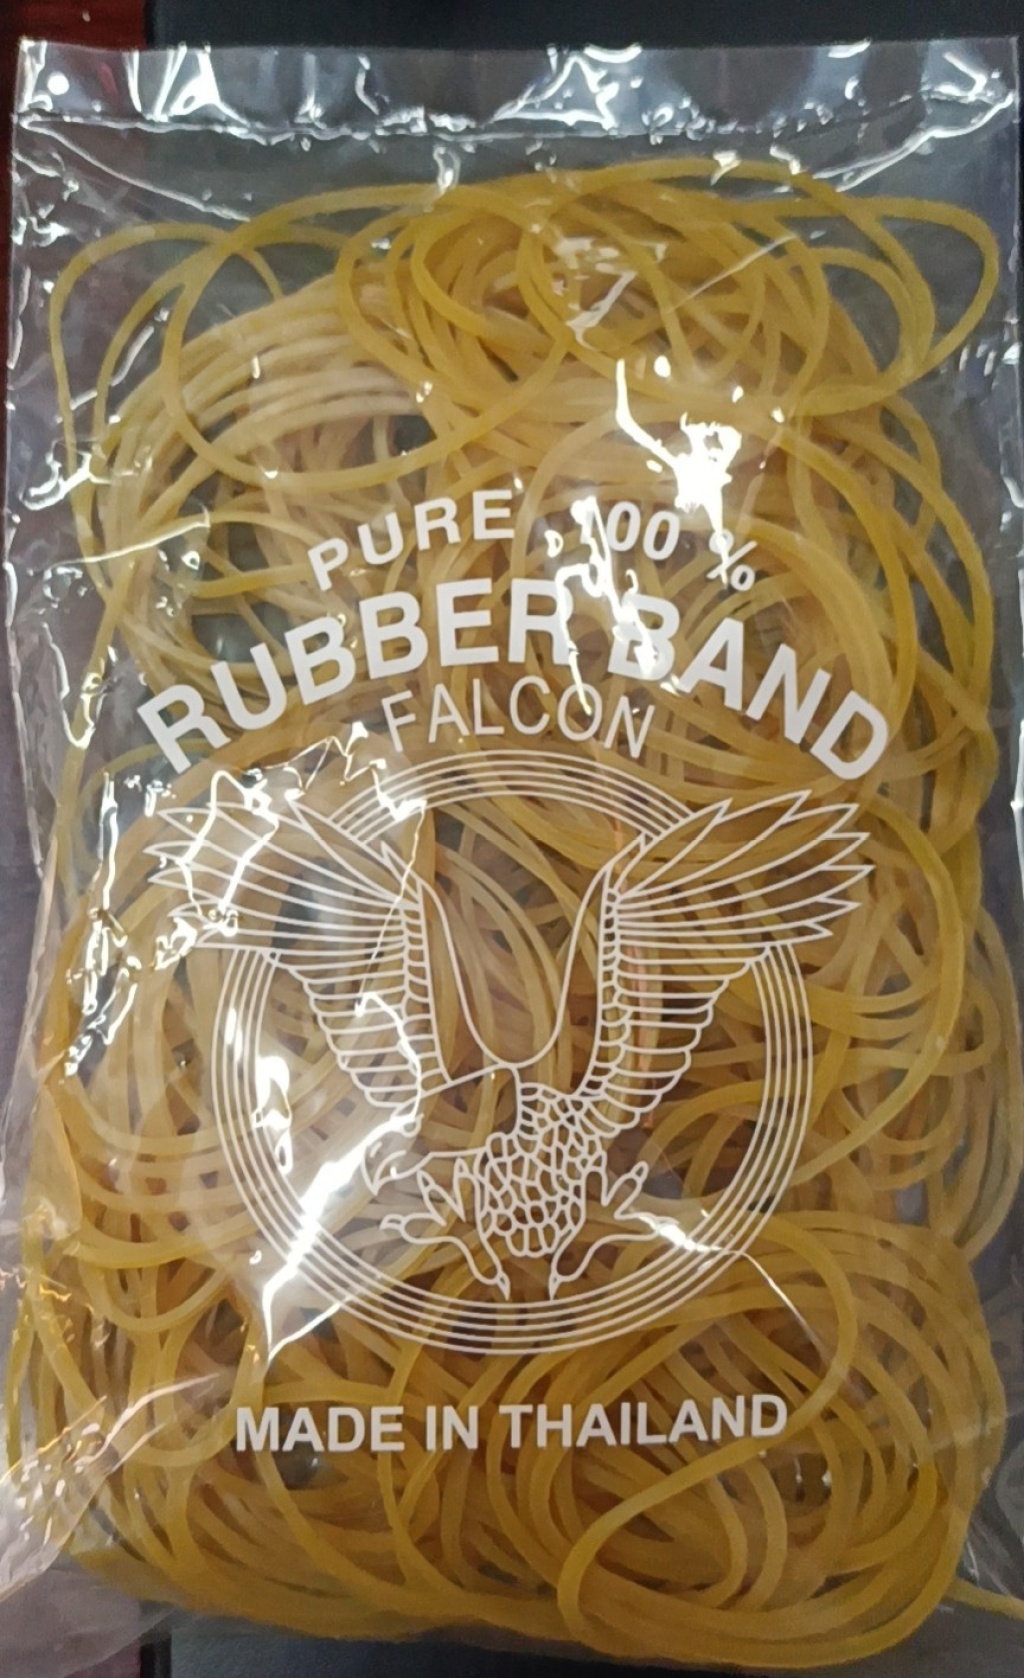 PURE 100 %
RUBBER BAND
FALCON
MADE IN THAILAND